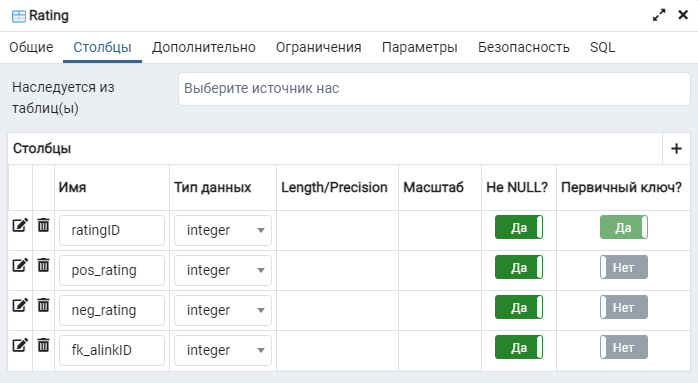 Rating
Общие Столбцы Дополнительно Ограничения Параметры Безопасность SQL
Наследуется из
таблиц(ы)
Выберите источник нас
Столбцы
Имя Тип данных Length/Precision Масштаб Не NULL? Первичный ключ?
ratingID integer Да Да
pos_rating integer Да Нет
neg_rating integer Да Нет
fk_alinkID integer Да Нет